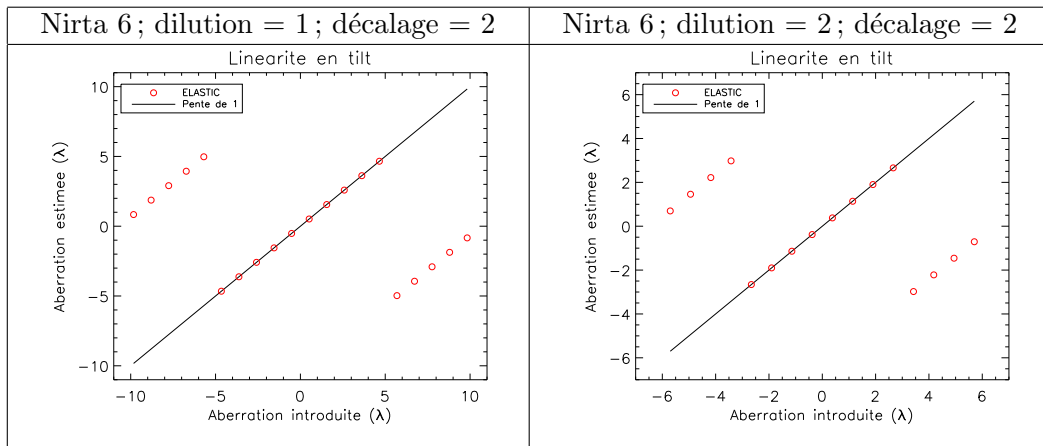 Nirta 6 ; dilution = 1 ; décalage = 2
Linearite en tilt
ELASTIC
Pente de 1
Aberration estimee (λ)
10
5
0
−5
−10
−10 −5 0 5 10
Aberration introduite (λ)
Nirta 6 ; dilution = 2 ; décalage = 2
Linearite en tilt
ELASTIC
Pente de 1
Aberration estimee (λ)
6
4
2
0
−2
−4
−6
−6 −4 −2 0 2 4 6
Aberration introduite (λ)